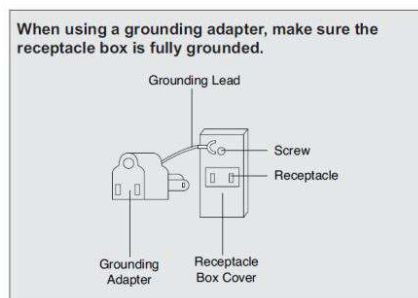 When using a grounding adapter, make sure the
receptacle box is fully grounded.
Grounding Lead
Screw
Receptacle
Grounding
Adapter
Receptacle
Box Cover